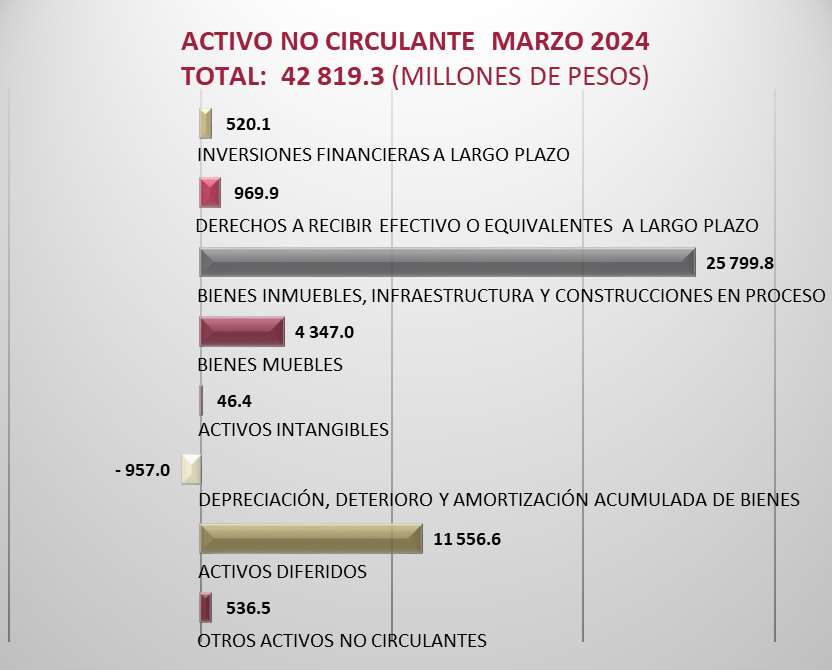 ACTIVO NO CIRCULANTE MARZO 2024
TOTAL: 42 819.3 (MILLONES DE PESOS)
520.1
INVERSIONES FINANCIERAS A LARGO PLAZO
969.9
DERECHOS A RECIBIR EFECTIVO O EQUIVALENTES A LARGO PLAZO
25 799.8
BIENES INMUEBLES, INFRAESTRUCTURA Y CONSTRUCCIONES EN PROCESO
4 347.0
BIENES MUEBLES
46.4
ACTIVOS INTANGIBLES
- 957.0
DEPRECIACIÓN, DETERIORO Y AMORTIZACIÓN ACUMULADA DE BIENES
11 556.6
ACTIVOS DIFERIDOS
536.5
OTROS ACTIVOS NO CIRCULANTES